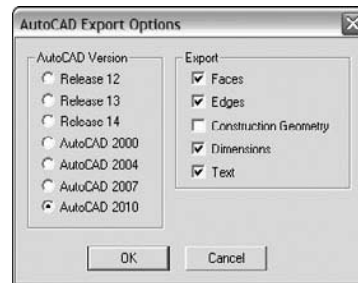 AutoCAD Export Options
AutoCAD Version
Release 12
Release 13
Release 14
AutoCAD 2000
AutoCAD 2004
AutoCAD 2007
AutoCAD 2010
Export
Faces
Edges
Construction Geometry
Dimensions
Text
OK
Cancel